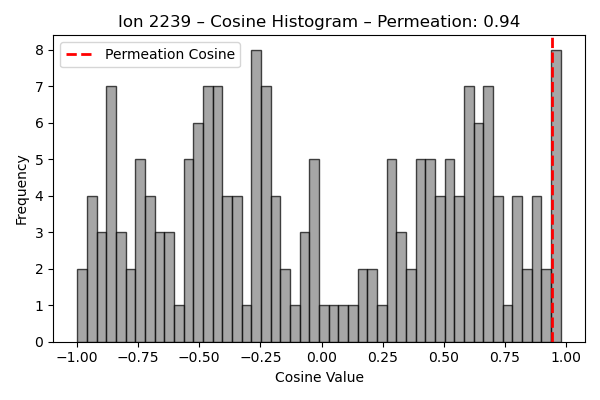 Ion 2239 – Cosine Histogram – Permeation: 0.94
Permeation Cosine
8
7
6
5
4
3
2
1
0
Frequency
−1.00 −0.75 −0.50 −0.25 0.00 0.25 0.50 0.75 1.00
Cosine Value